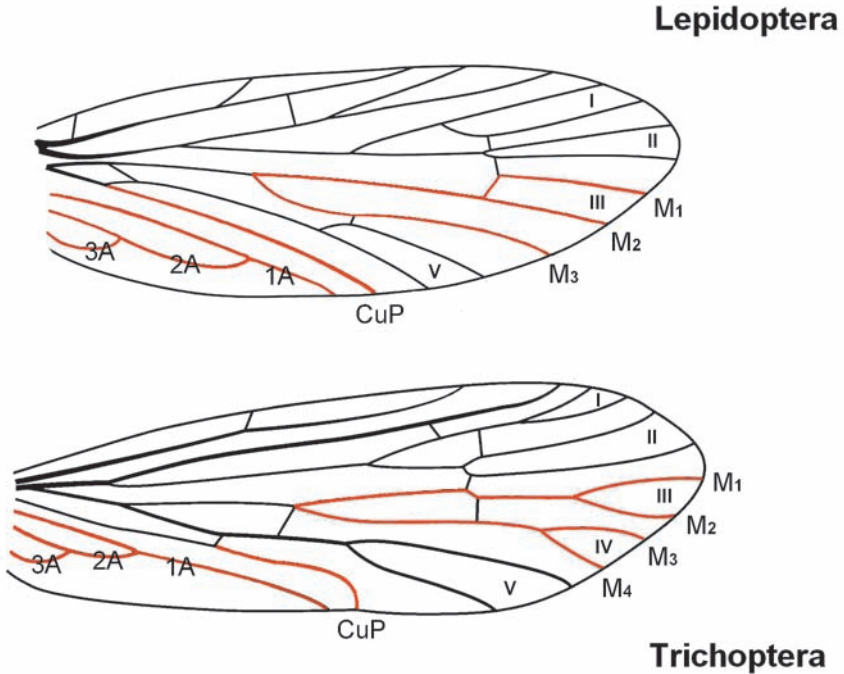 Lepidoptera
I
II
III
M1
M2
3A
2A
1A
V
M3
CuP
I
II
M1
III
M2
IV
M3
3A
2A
1A
V
M4
CuP
Trichoptera